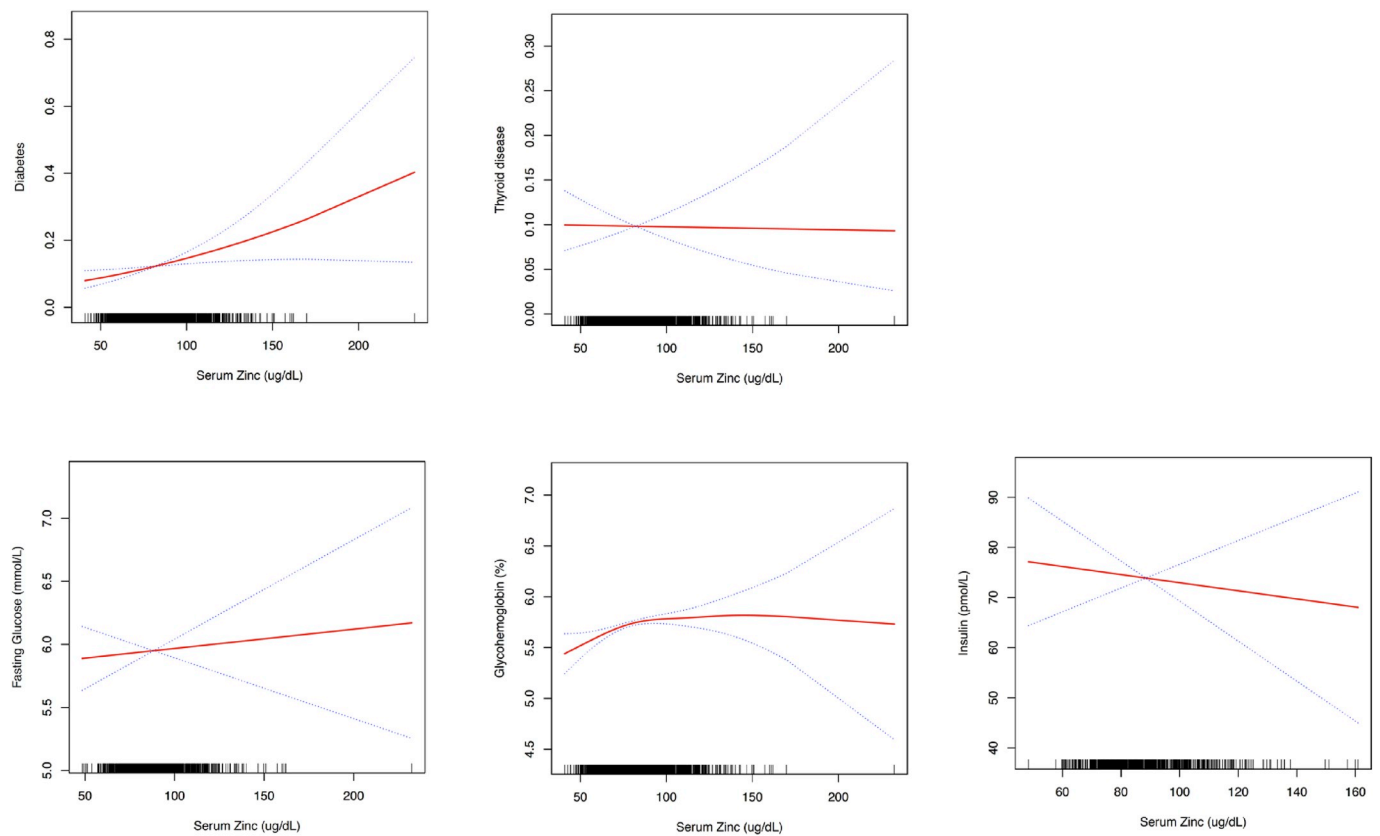 Diabetes
0.8
0.6
0.4
0.2
0.0
50 100 150 200
Serum Zinc (ug/dL)
Thyroid disease
0.30
0.25
0.20
0.15
0.10
0.05
0.00
50 100 150 200
Serum Zinc (ug/dL)
Fasting Glucose (mmol/L)
7.0
6.5
6.0
5.5
5.0
50 100 150 200
Serum Zinc (ug/dL)
Glycohemoglobin (%)
7.0
6.5
6.0
5.5
5.0
4.5
50 100 150 200
Serum Zinc (ug/dL)
Insulin (pmol/L)
90
80
70
60
50
40
60 80 100 120 140 160
Serum Zinc (ug/dL)